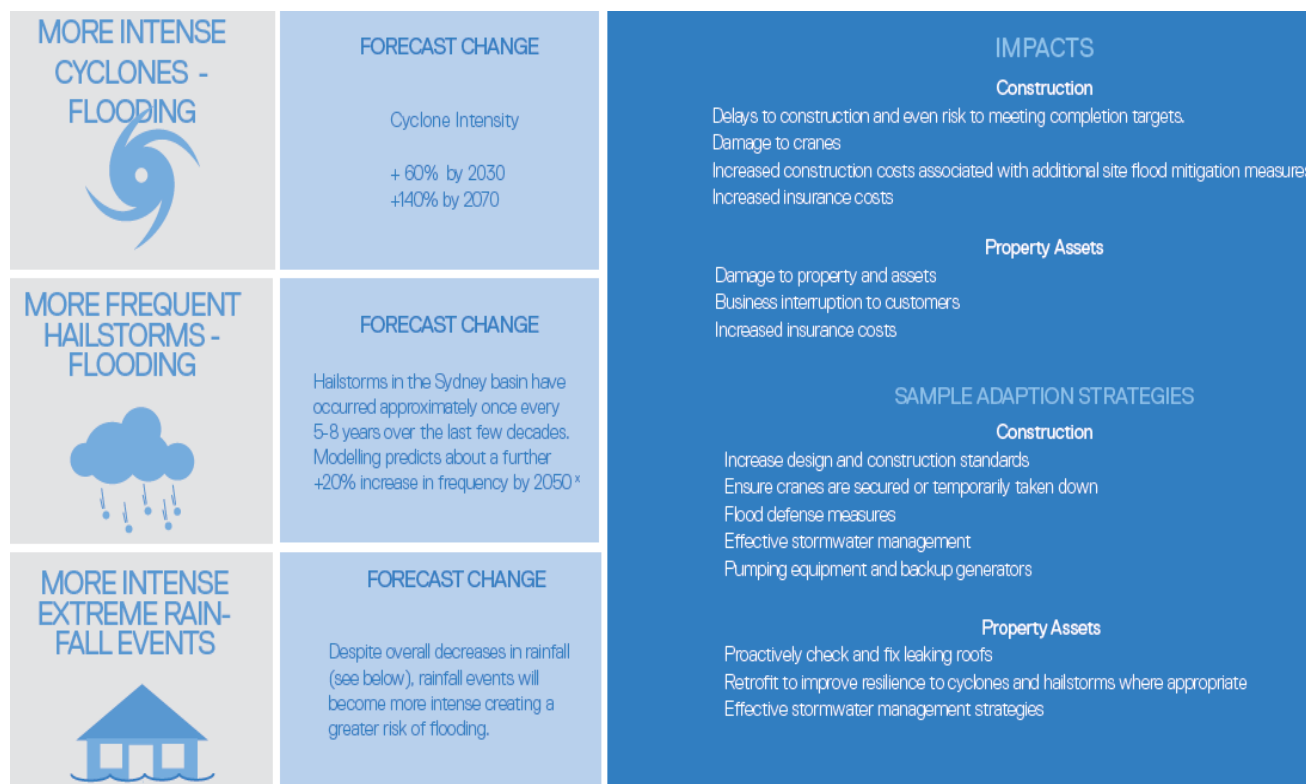 MORE INTENSE
CYCLONES -
FLOODING
FORECAST CHANGE
Cyclone Intensity
+ 60% by 2030
+140% by 2070
MORE FREQUENT
HAILSTORMS -
FLOODING
FORECAST CHANGE
Hailstorms in the Sydney basin have
occurred approximately once every
5-8 years over the last few decades.
Modelling predicts about a further
+20% increase in frequency by 2050 x
MORE INTENSE
EXTREME RAIN-
FALL EVENTS
FORECAST CHANGE
Despite overall decreases in rainfall
(see below), rainfall events will
become more intense creating a
greater risk of flooding.
IMPACTS
Construction
Delays to construction and even risk to meeting completion targets.
Damage to cranes
Increased construction costs associated with additional site flood mitigation measures
Increased insurance costs
Property Assets
Damage to property and assets
Business interruption to customers
Increased insurance costs
SAMPLE ADAPTION STRATEGIES
Construction
Increase design and construction standards
Ensure cranes are secured or temporarily taken down
Flood defense measures
Effective stormwater management
Pumping equipment and backup generators
Property Assets
Proactively check and fix leaking roofs
Retrofit to improve resilience to cyclones and hailstorms where appropriate
Effective stormwater management strategies